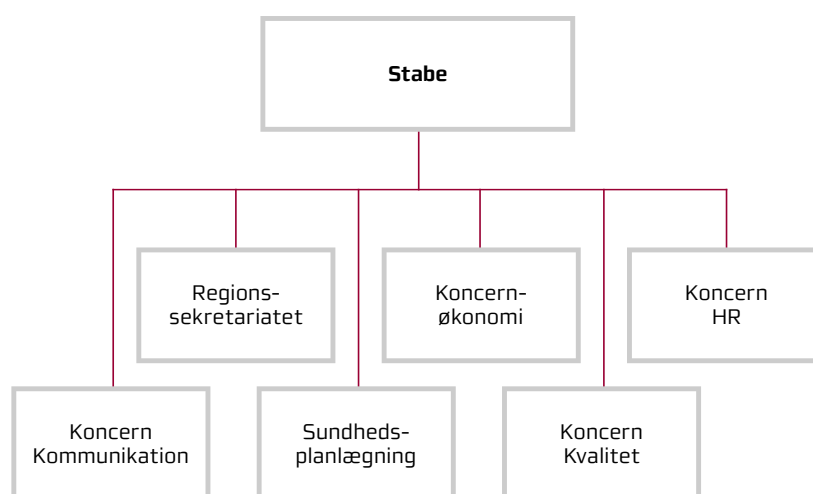 Stabe
Regions-
sekretariatet
Koncern-
økonomi
Koncern
HR
Koncern
Kommunikation
Sundheds-
planlægning
Koncern
Kvalitet